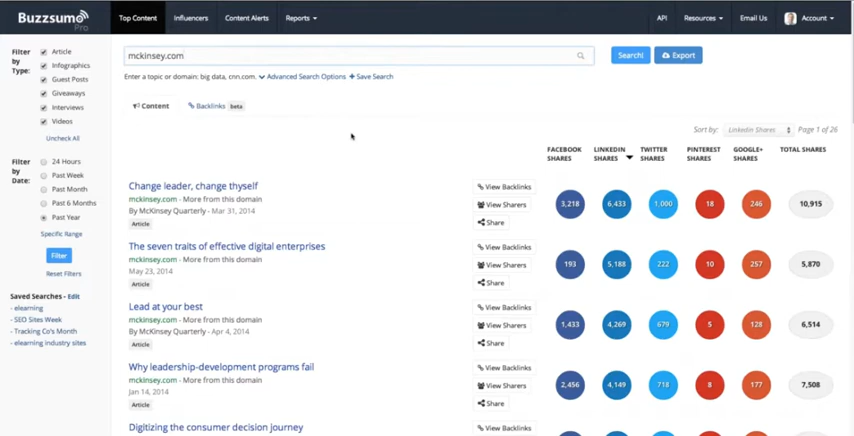 Buzzsumo Pro
Top Content Influencers Content Alerts Reports API Resources Email Us Account
Filter by Type:
Article
Infographics
Guest Posts
Giveaways
Interviews
Videos
Uncheck All
Filter by Date:
24 Hours
Past Week
Past Month
Past 6 Months
Past Year
Specific Range
Filter
Reset Filters
Saved Searches - Edit
- elearning
- SEO Sites Week
- Tracking Co's Month
- elearning industry sites
mckinsey.com Search! Export
Enter a topic or domain: big data, cnn.com. Advanced Search Options + Save Search
Content Backlinks beta
Sort by: LinkedIn Shares Page 1 of 26
FACEBOOK SHARES LINKEDIN SHARES TWITTER SHARES PINTEREST SHARES GOOGLE+ SHARES TOTAL SHARES
Change leader, change thyself
mckinsey.com - More from this domain
By McKinsey Quarterly - Mar 31, 2014
Article
View Backlinks
View Sharers
Share
3,218 6,433 1,000 18 246 10,915
The seven traits of effective digital enterprises
mckinsey.com - More from this domain
May 23, 2014
Article
View Backlinks
View Sharers
Share
193 5,188 222 10 257 5,870
Lead at your best
mckinsey.com - More from this domain
By McKinsey Quarterly - Apr 4, 2014
Article
View Backlinks
View Sharers
Share
1,433 4,269 679 5 128 6,514
Why leadership-development programs fail
mckinsey.com - More from this domain
Jan 14, 2014
Article
View Backlinks
View Sharers
Share
2,456 4,149 718 8 177 7,508
Digitizing the consumer decision journey
View Backlinks